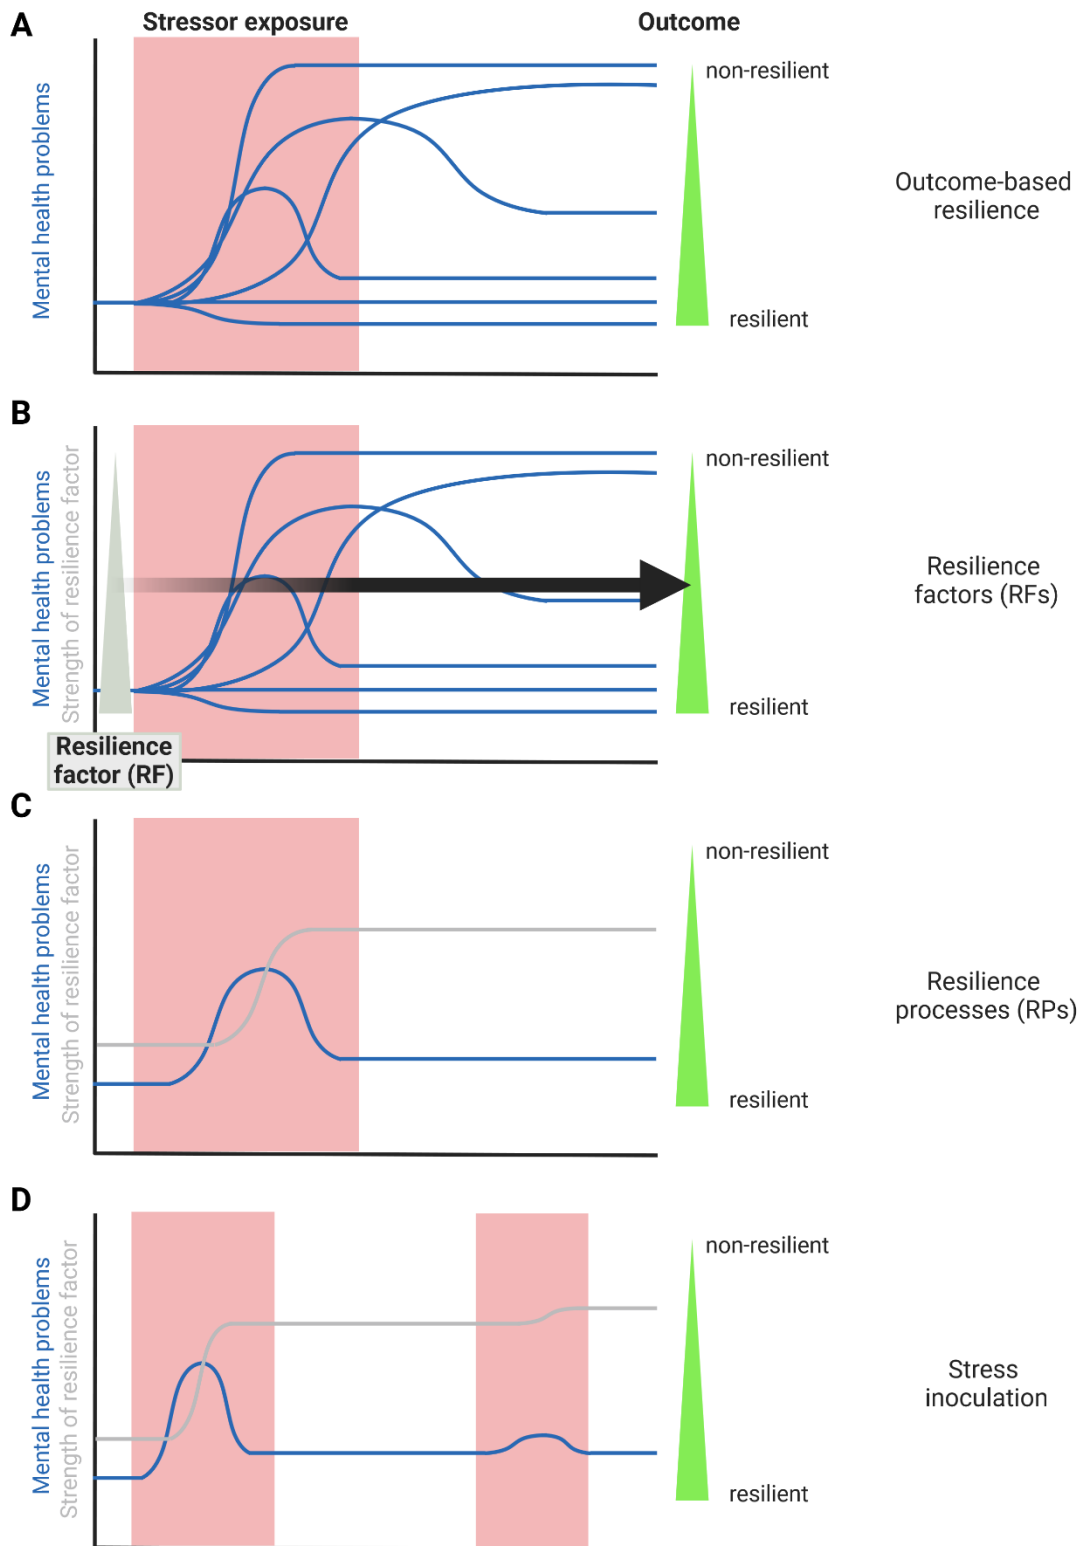 A
Stressor exposure
Outcome
Mental health problems
non-resilient
resilient
Outcome-based
resilience
B
Mental health problems
Strength of resilience factor
non-resilient
resilient
Resilience
factors (RFs)
Resilience
factor (RF)
C
Mental health problems
Strength of resilience factor
non-resilient
resilient
Resilience
processes (RPs)
D
Mental health problems
Strength of resilience factor
non-resilient
resilient
Stress
inoculation